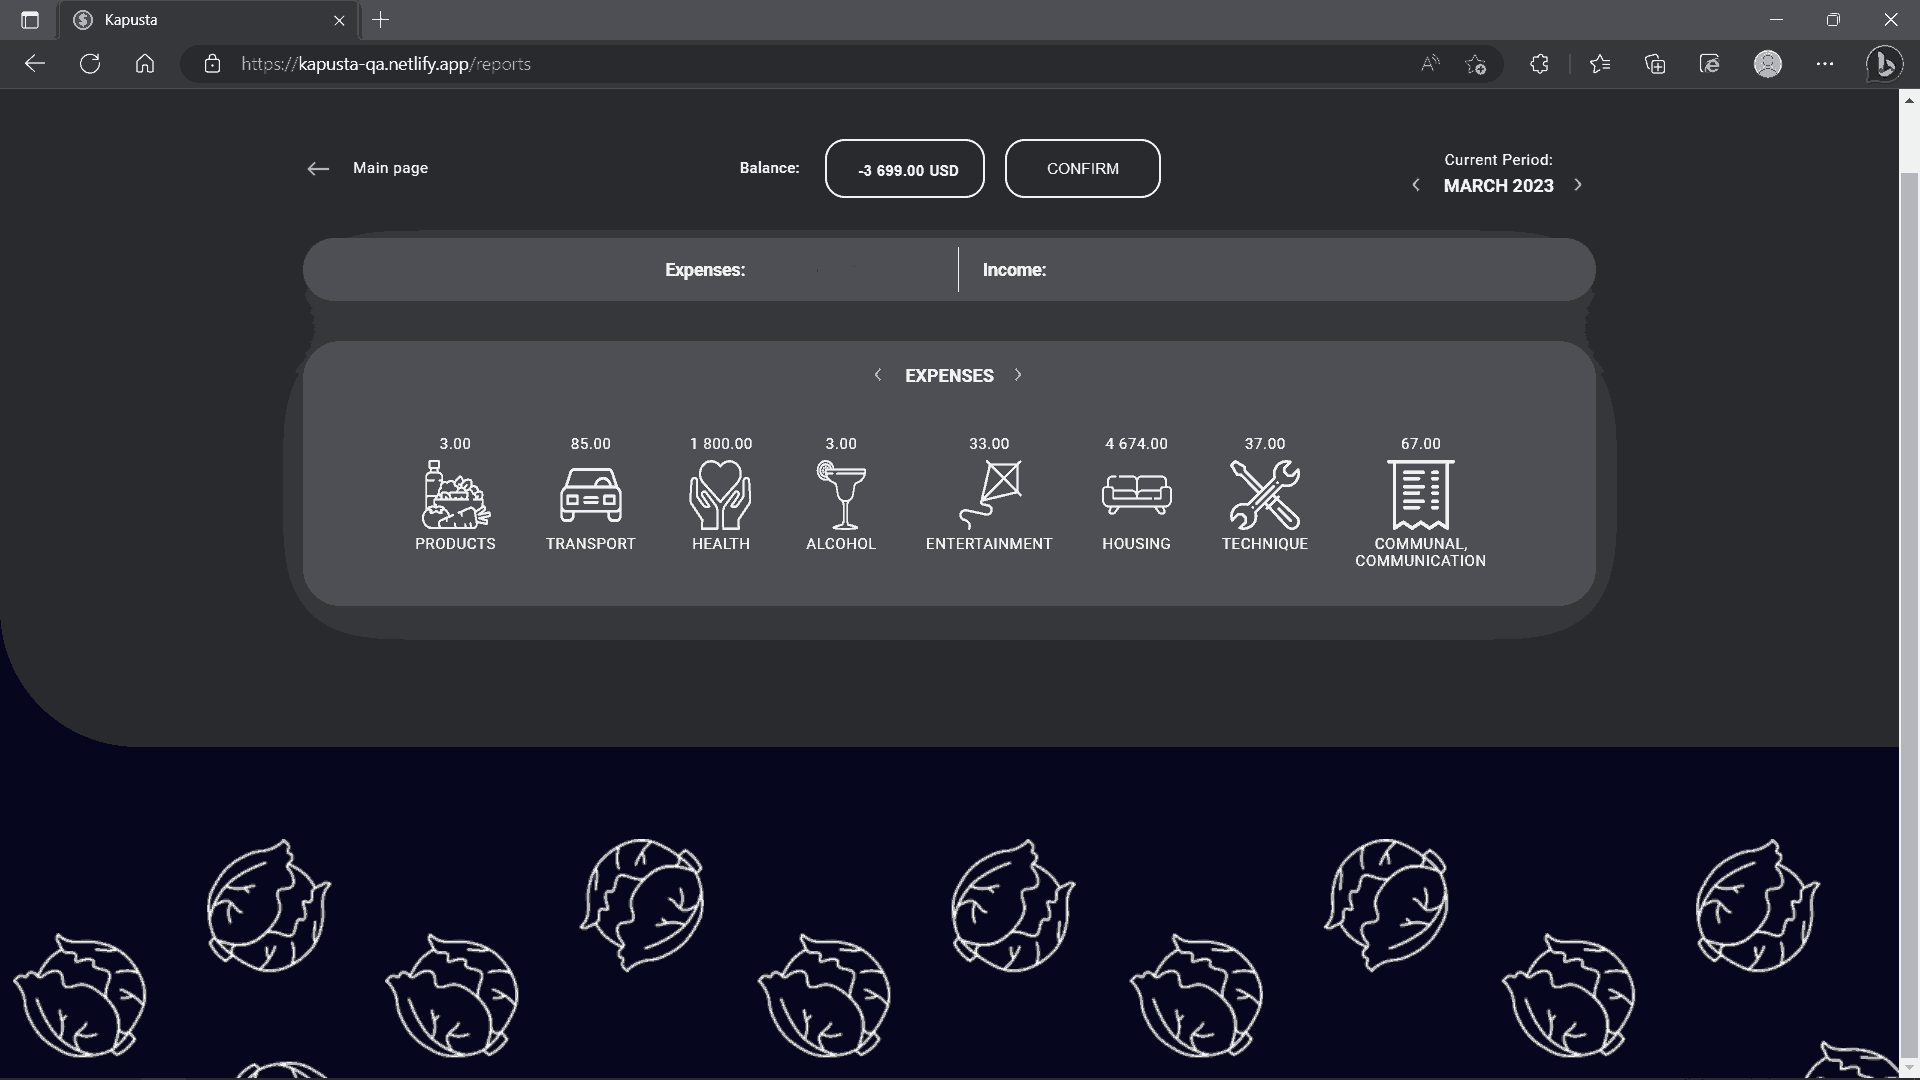 Kapusta
https://kapusta-qa.netlify.app/reports
Main page
Balance:
-3 699.00 USD
CONFIRM
Current Period:
MARCH 2023
Expenses:
Income:
EXPENSES
3.00
PRODUCTS
85.00
TRANSPORT
1 800.00
HEALTH
3.00
ALCOHOL
33.00
ENTERTAINMENT
4 674.00
HOUSING
37.00
TECHNIQUE
67.00
COMMUNAL,
COMMUNICATION